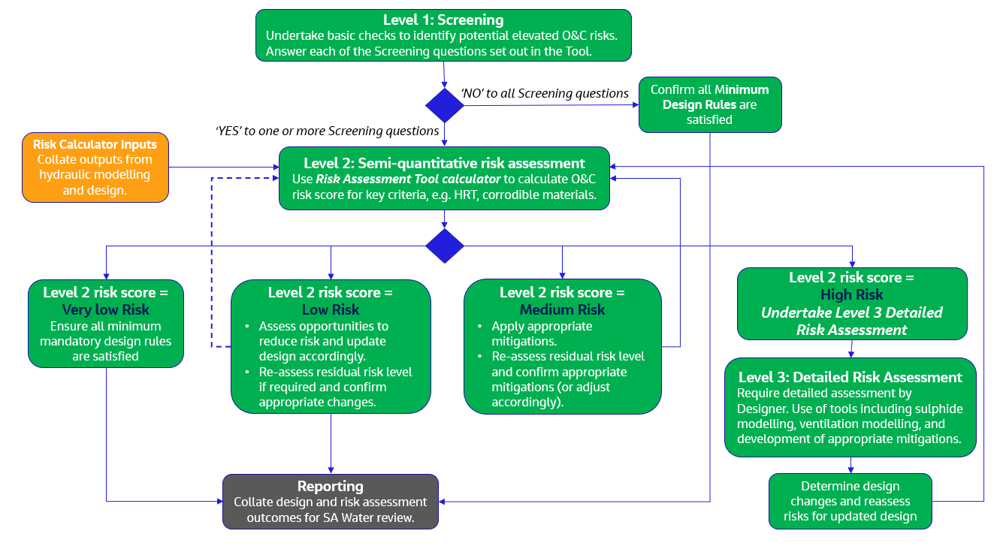 Level 1: Screening
Undertake basic checks to identify potential elevated O&C risks.
Answer each of the Screening questions set out in the Tool.
‘NO’ to all Screening questions
Confirm all Minimum
Design Rules are
satisfied
‘YES’ to one or more Screening questions
Risk Calculator Inputs
Collate outputs from
hydraulic modelling
and design.
Level 2: Semi-quantitative risk assessment
Use Risk Assessment Tool calculator to calculate O&C
risk score for key criteria, e.g. HRT, corrodible materials.
Level 2 risk score =
Very low Risk
Ensure all minimum
mandatory design rules
are satisfied
Level 2 risk score =
Low Risk
• Assess opportunities to
reduce risk and update
design accordingly.
• Re-assess residual risk level
if required and confirm
appropriate changes.
Level 2 risk score =
Medium Risk
• Apply appropriate
mitigations.
• Re-assess residual risk level
and confirm appropriate
mitigations (or adjust
accordingly).
Level 2 risk score =
High Risk
Undertake Level 3 Detailed
Risk Assessment
Level 3: Detailed Risk Assessment
Require detailed assessment by
Designer. Use of tools including sulphide
modelling, ventilation modelling, and
development of appropriate mitigations.
Reporting
Collate design and risk assessment
outcomes for SA Water review.
Determine design
changes and reassess
risks for updated design